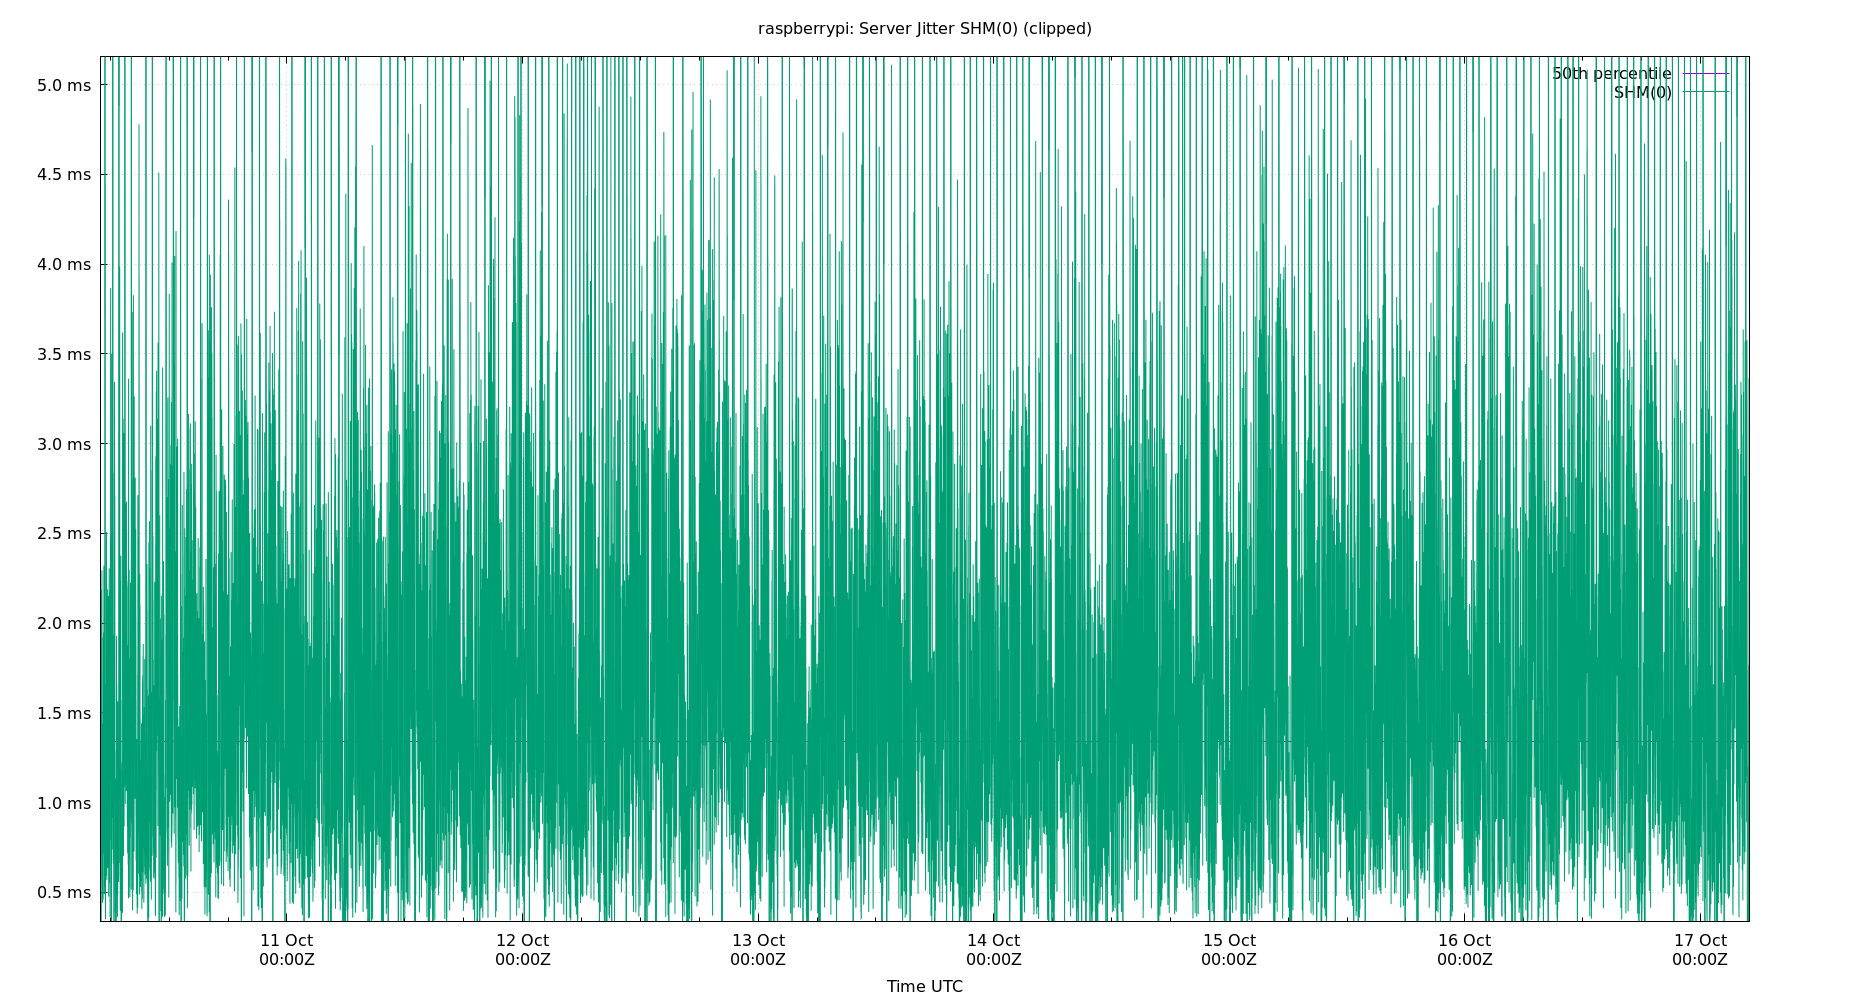 raspberrypi: Server Jitter SHM(0) (clipped)
50th percentile
SHM(0)
5.0 ms
4.5 ms
4.0 ms
3.5 ms
3.0 ms
2.5 ms
2.0 ms
1.5 ms
1.0 ms
0.5 ms
11 Oct 12 Oct 13 Oct 14 Oct 15 Oct 16 Oct 17 Oct
00:00Z 00:00Z 00:00Z 00:00Z 00:00Z 00:00Z 00:00Z
Time UTC